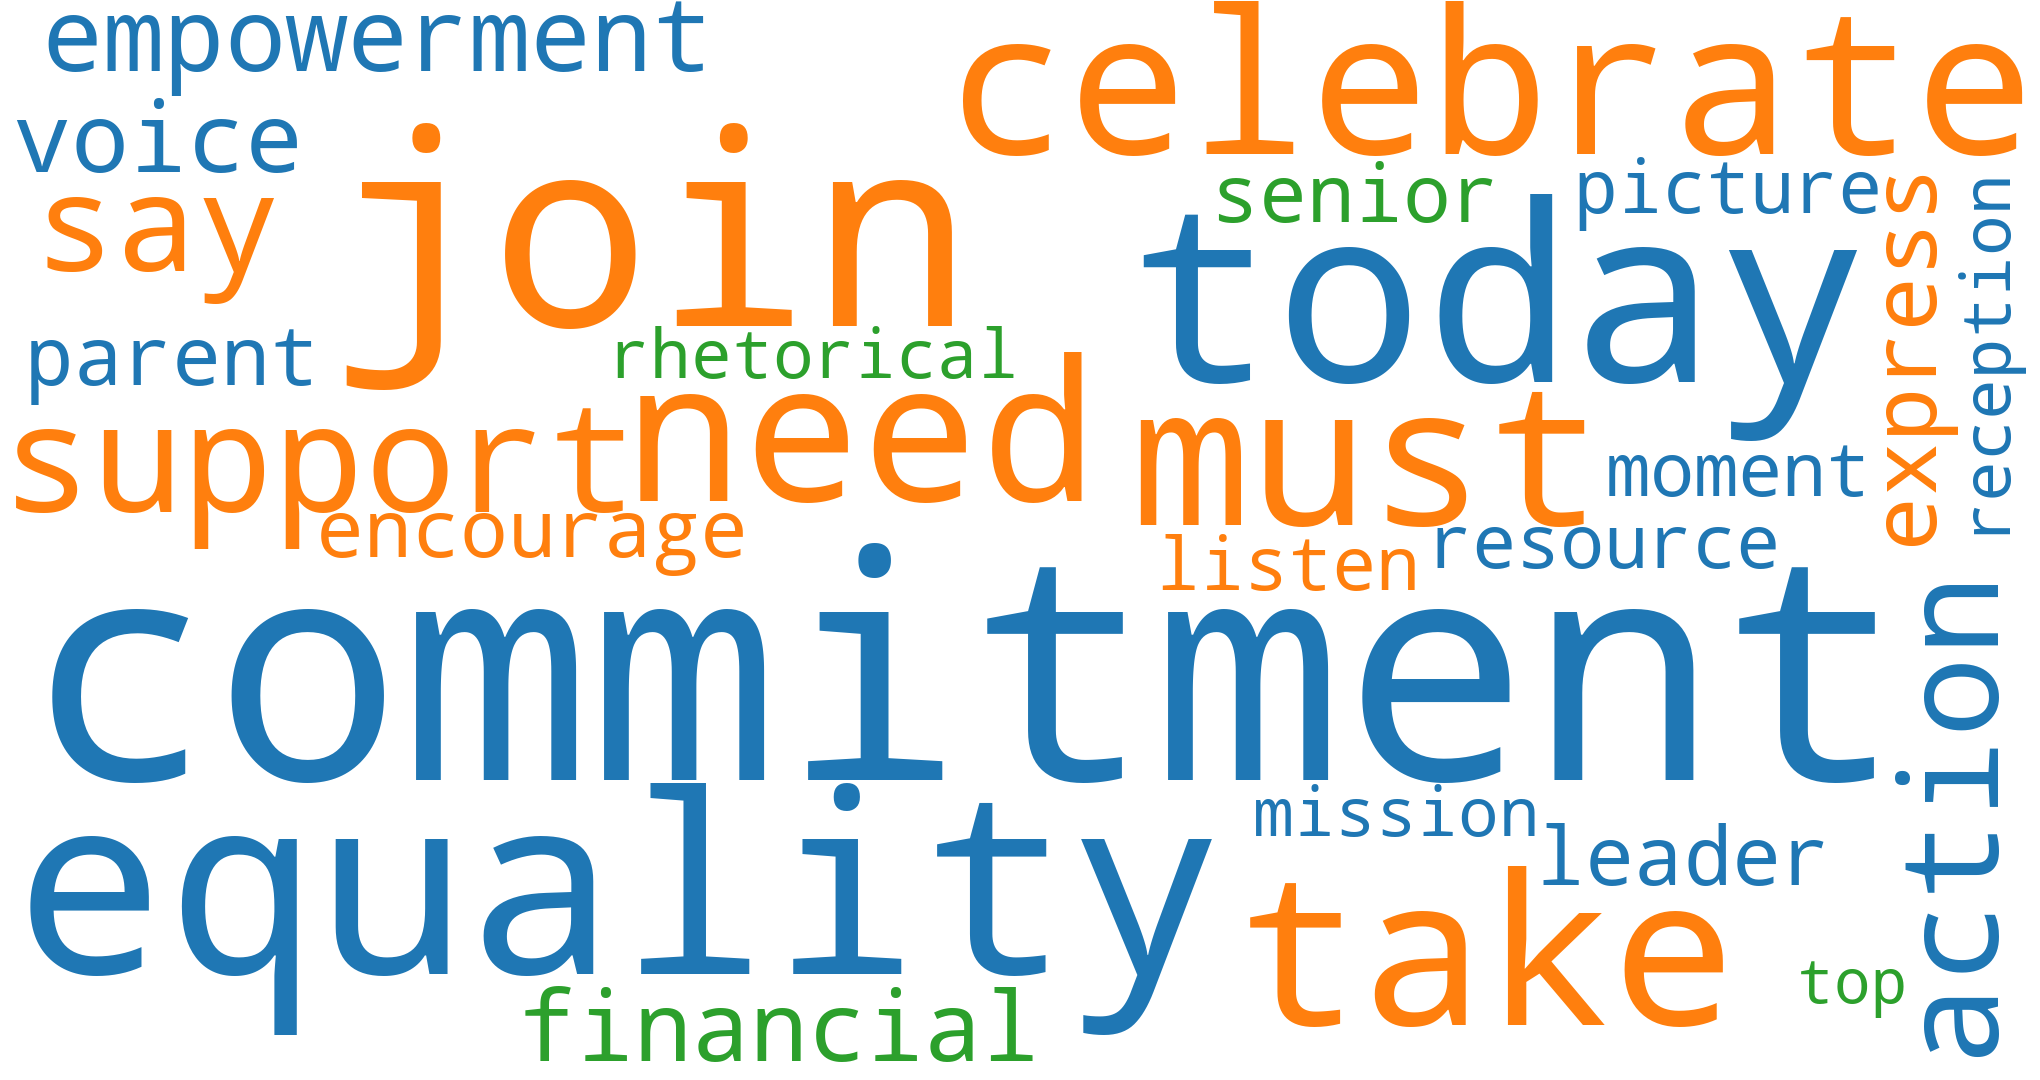 empowerment
celebrate
voice
join
say
senior
picture
today
express
reception
parent
rhetorical
support
need
must
moment
encourage
listen
resource
commitment
action
equality
mission
leader
take
top
financial